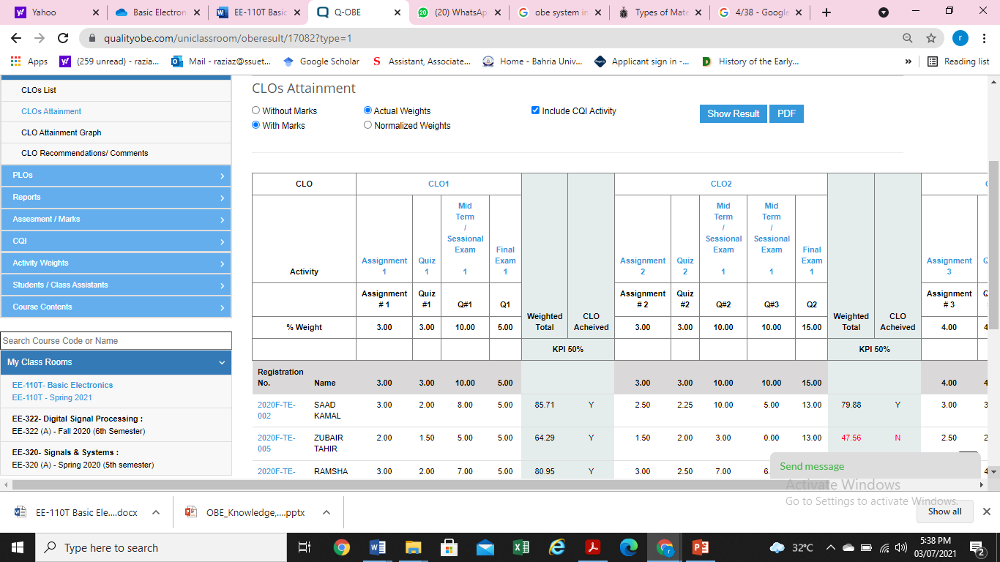 Yahoo
Basic Electron
EE-110T Basic
Q-OBE
(20) WhatsAp
obe system in
Types of Mate
4/38 - Google
qualityobe.com/uniclassroom/oberesult/17082?type=1
r
Apps
(259 unread) - razia...
Mail - raziaz@ssuet...
Google Scholar
Assistant, Associate...
Home - Bahria Univ...
Applicant sign in -...
History of the Early...
»
Reading list
CLOs List
CLOs Attainment
CLO Attainment Graph
CLO Recommendations/ Comments
PLOs
Reports
Assesment / Marks
CQI
Activity Weights
Students / Class Assistants
Course Contents
Search Course Code or Name
My Class Rooms
EE-110T- Basic Electronics
EE-110T - Spring 2021
EE-322- Digital Signal Processing :
EE-322 (A) - Fall 2020 (6th Semester)
EE-320- Signals & Systems :
EE-320 (A) - Spring 2020 (5th semester)
CLOs Attainment
Without Marks Actual Weights Include CQI Activity Show Result PDF
With Marks Normalized Weights
CLO CLO1 CLO2
Mid Mid Mid
Term Term Term
/ / /
Sessional Sessional Sessional
Exam Final Exam Exam Final
Assignment Quiz Exam Assignment Quiz Exam Assignment
Activity 1 1 1 1 2 2 1 1 1 3
Assignment Quiz Assignment Quiz Assignment
# 1 #1 Q#1 Q1 # 2 #2 Q#2 Q#3 Q2 # 3
Weighted CLO Weighted CLO
% Weight 3.00 3.00 10.00 5.00 Total Acheived 3.00 3.00 10.00 10.00 15.00 Total Acheived 4.00 4
KPI 50% KPI 50%
Registration
No. Name 3.00 3.00 10.00 5.00 3.00 3.00 10.00 10.00 15.00 4.00 4
2020F-TE- SAAD 3.00 2.00 8.00 5.00 85.71 Y 2.50 2.25 10.00 5.00 13.00 79.88 Y 3.00 3
002 KAMAL
2020F-TE- ZUBAIR 2.00 1.50 5.00 5.00 64.29 Y 1.50 2.00 3.00 0.00 13.00 47.56 N 2.50 2
005 TAHIR
2020F-TE- RAMSHA 3.00 2.00 7.00 5.00 80.95 Y 3.00 2.50 7.00 6.
Send message
Activate Windows
Go to Settings to activate Windows.
EE-110T Basic Ele....docx
OBE_Knowledge,....pptx
Show all
Type here to search
32°C
5:38 PM
03/07/2021
2